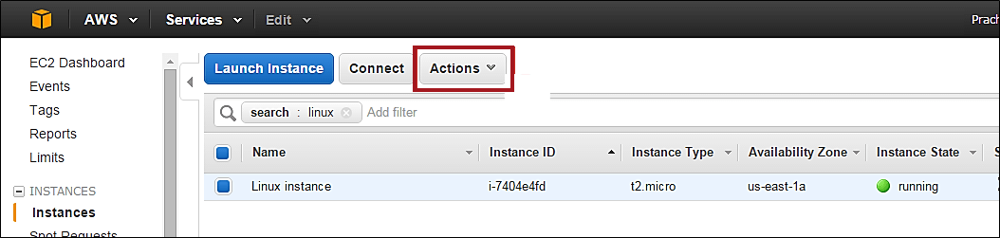 AWS Services Edit Prach
EC2 Dashboard
Events
Tags
Reports
Limits
INSTANCES
Instances
Spot Requests
Launch Instance Connect Actions
search : linux Add filter
Name Instance ID Instance Type Availability Zone Instance State S
Linux instance i-7404e4fd t2.micro us-east-1a running